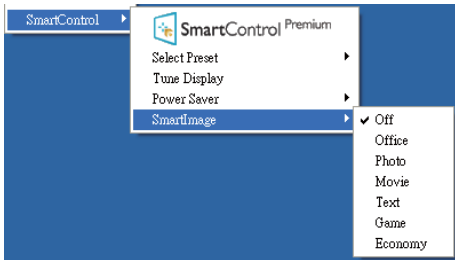 SmartControl
SmartControl Premium
Select Preset
Tune Display
Power Saver
SmartImage
Off
Office
Photo
Movie
Text
Game
Economy